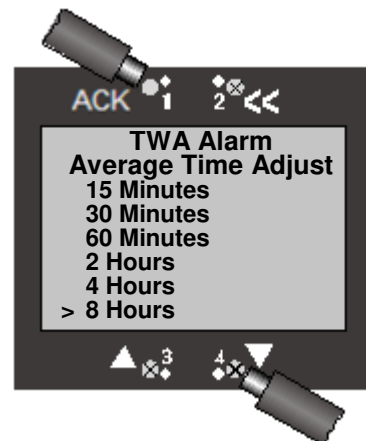 ACK 1 2 <<
TWA Alarm
Average Time Adjust
15 Minutes
30 Minutes
60 Minutes
2 Hours
4 Hours
> 8 Hours
3 4